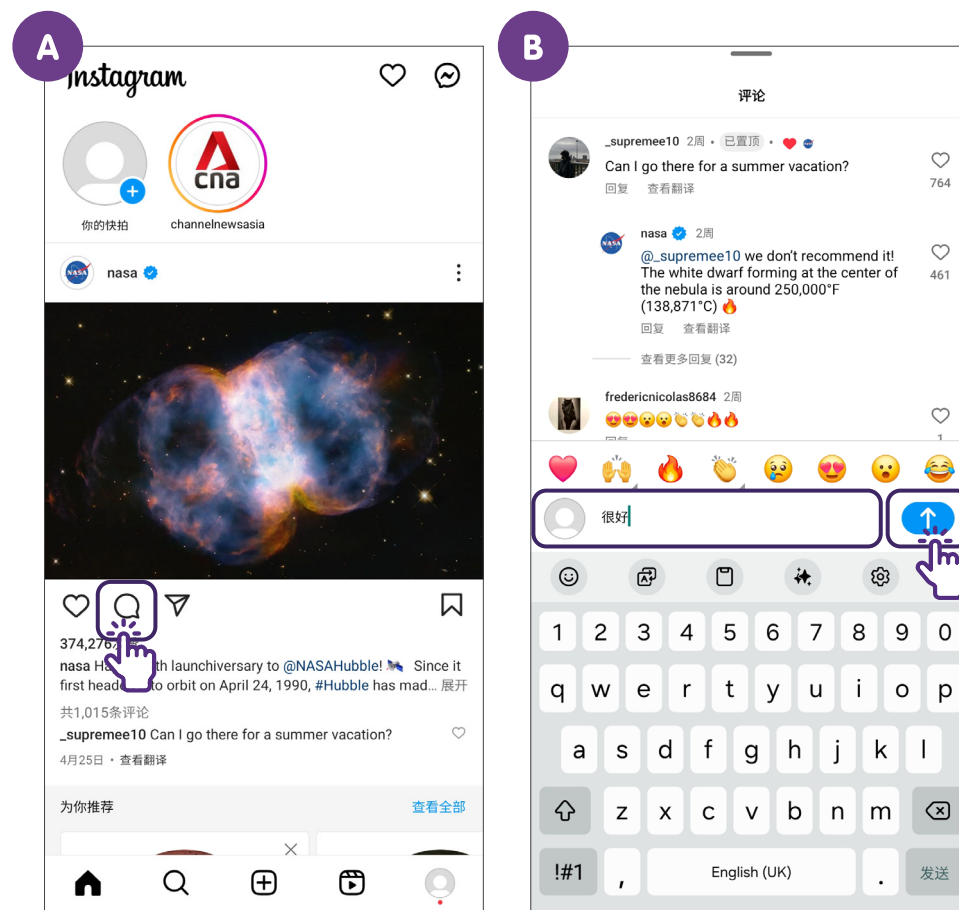 A
Instagram
cna
你的快拍
channelnewsasia
NASA
nasa
374,276
nasa Ha th launchiversary to @NASAHubble! Since it
first head to orbit on April 24, 1990, #Hubble has mad... 展开
共1,015条评论
_supremee10 Can I go there for a summer vacation?
4月25日 • 查看翻译
为你推荐
查看全部
B
评论
_supremee10 2周 • 已置顶 •
Can I go there for a summer vacation?
764
回复 查看翻译
NASA
nasa 2周
@_supremee10 we don't recommend it!
The white dwarf forming at the center of
the nebula is around 250,000°F
(138,871°C)
461
回复 查看翻译
查看更多回复 (32)
fredericnicolas8684 2周
很好
1 2 3 4 5 6 7 8 9 0
q w e r t y u i o p
a s d f g h j k l
z x c v b n m
!#1 , English (UK) . 发送